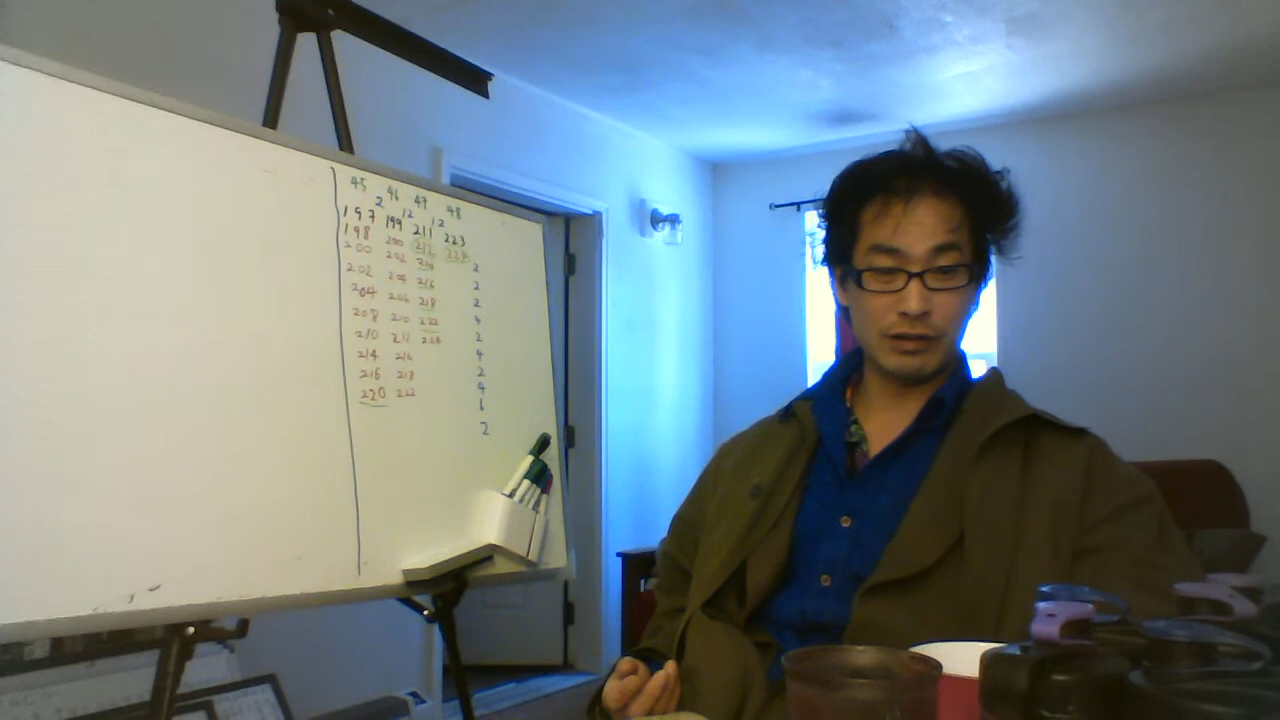 45 46 47 48
2 12 12
197 199 211 223
198 200 212 224
200 202 214 2
202 204 216 2
204 206 218 2
208 210 222 4
210 212 224 2
214 216 4
216 218 2
220 222 4
6
2